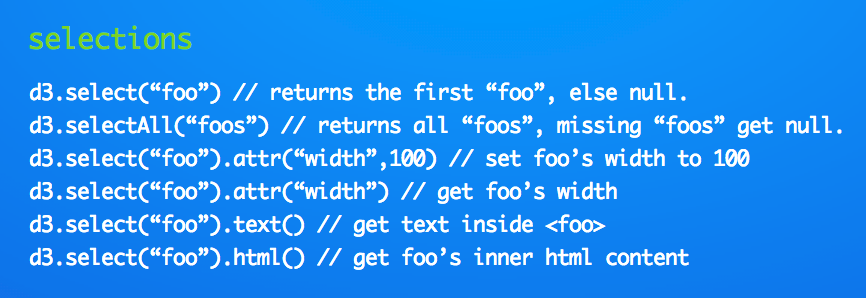 selections
d3.select(“foo”) // returns the first “foo”, else null.
d3.selectAll(“foos”) // returns all “foos”, missing “foos” get null.
d3.select(“foo”).attr(“width”,100) // set foo’s width to 100
d3.select(“foo”).attr(“width”) // get foo’s width
d3.select(“foo”).text() // get text inside <foo>
d3.select(“foo”).html() // get foo’s inner html content